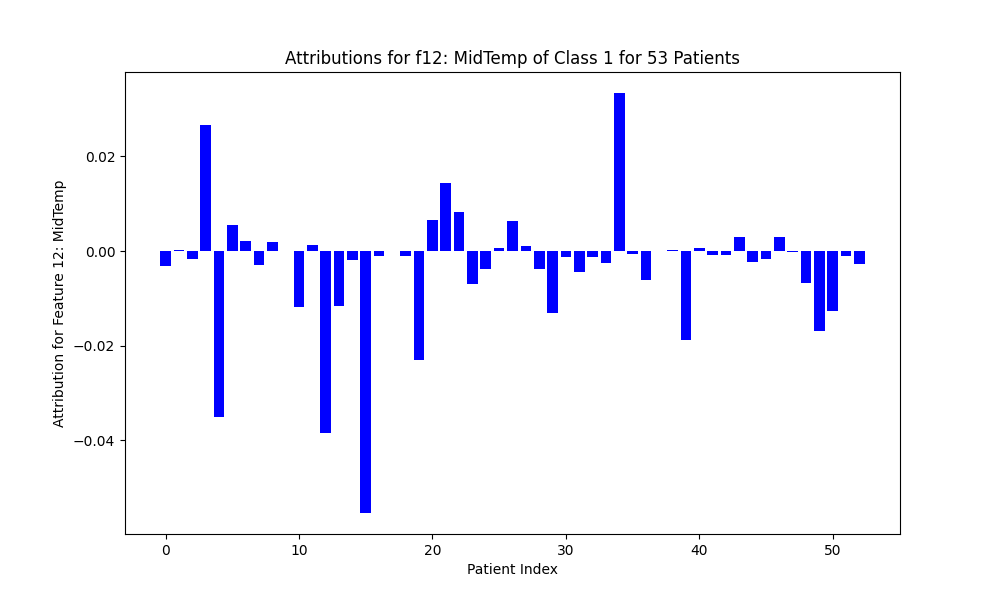 Attributions for f12: MidTemp of Class 1 for 53 Patients
Attribution for Feature 12: MidTemp
0.02
0.00
−0.02
−0.04
0 10 20 30 40 50
Patient Index